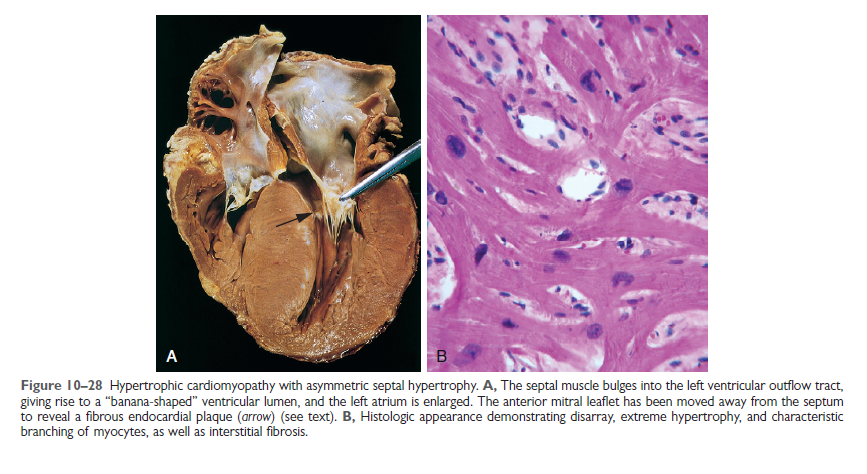 A
B
Figure 10–28 Hypertrophic cardiomyopathy with asymmetric septal hypertrophy. A, The septal muscle bulges into the left ventricular outflow tract,
giving rise to a “banana-shaped” ventricular lumen, and the left atrium is enlarged. The anterior mitral leaflet has been moved away from the septum
to reveal a fibrous endocardial plaque (arrow) (see text). B, Histologic appearance demonstrating disarray, extreme hypertrophy, and characteristic
branching of myocytes, as well as interstitial fibrosis.